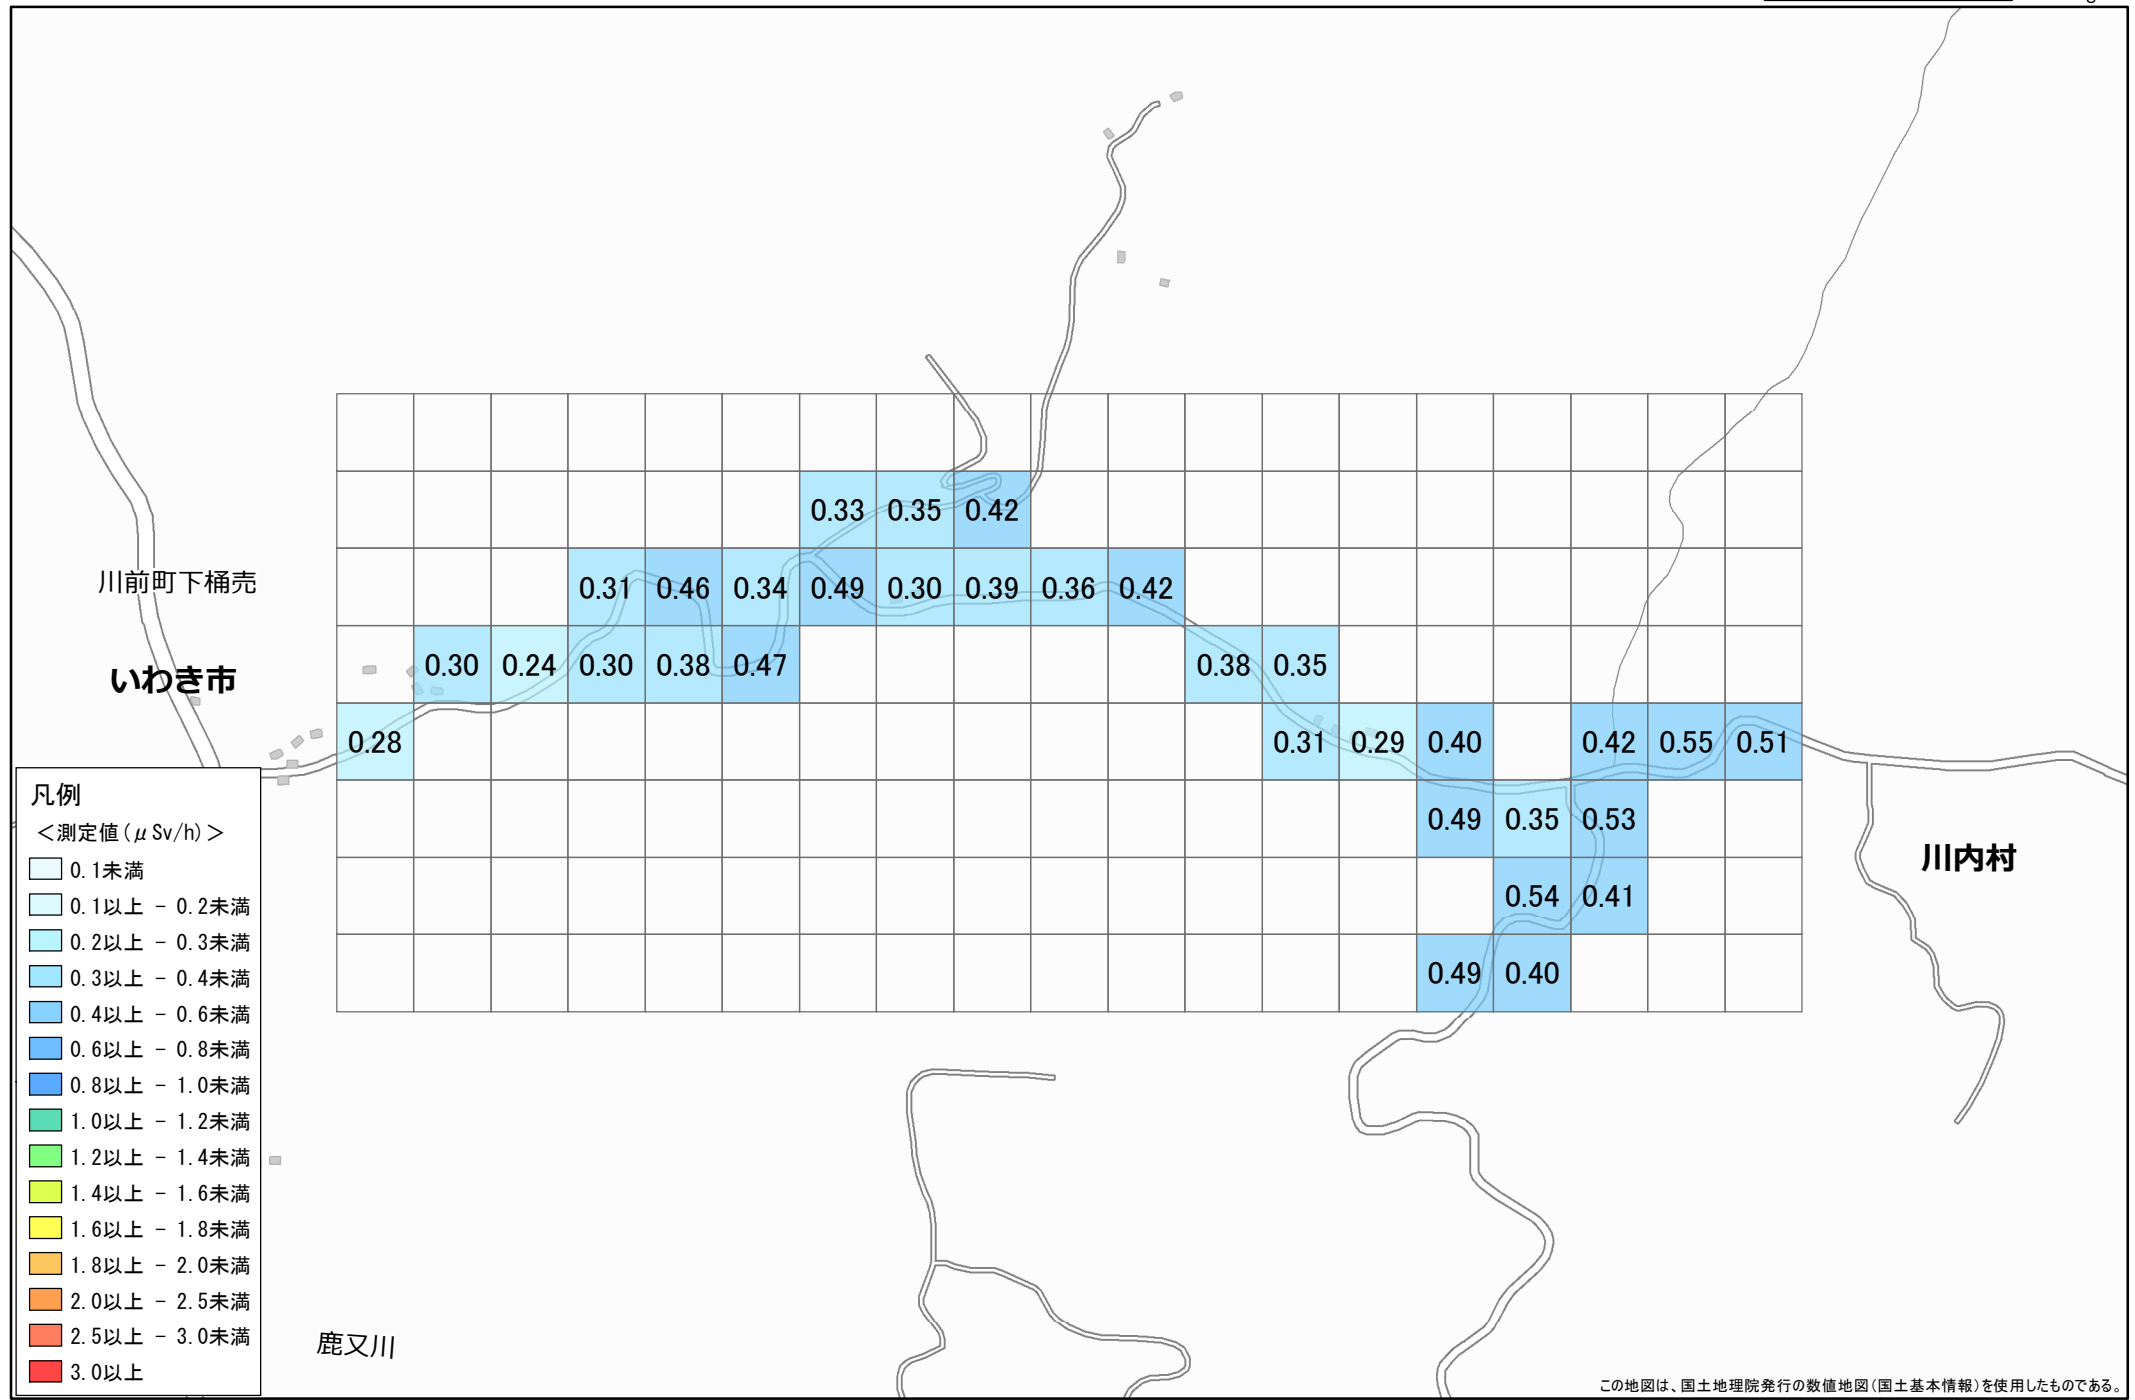 0.33 0.35 0.42
川前町下桶売
0.31 0.46 0.34 0.49 0.30 0.39 0.36 0.42
いわき市
0.30 0.24 0.30 0.38 0.47 0.38 0.35
0.28 0.31 0.29 0.40 0.42 0.55 0.51
0.49 0.35 0.53
川内村
0.54 0.41
0.49 0.40
凡例
＜測定値(μSv/h)＞
0.1未満
0.1以上 － 0.2未満
0.2以上 － 0.3未満
0.3以上 － 0.4未満
0.4以上 － 0.6未満
0.6以上 － 0.8未満
0.8以上 － 1.0未満
1.0以上 － 1.2未満
1.2以上 － 1.4未満
1.4以上 － 1.6未満
1.6以上 － 1.8未満
1.8以上 － 2.0未満
2.0以上 － 2.5未満
2.5以上 － 3.0未満
3.0以上
鹿又川
この地図は、国土地理院発行の数値地図(国土基本情報)を使用したものである。